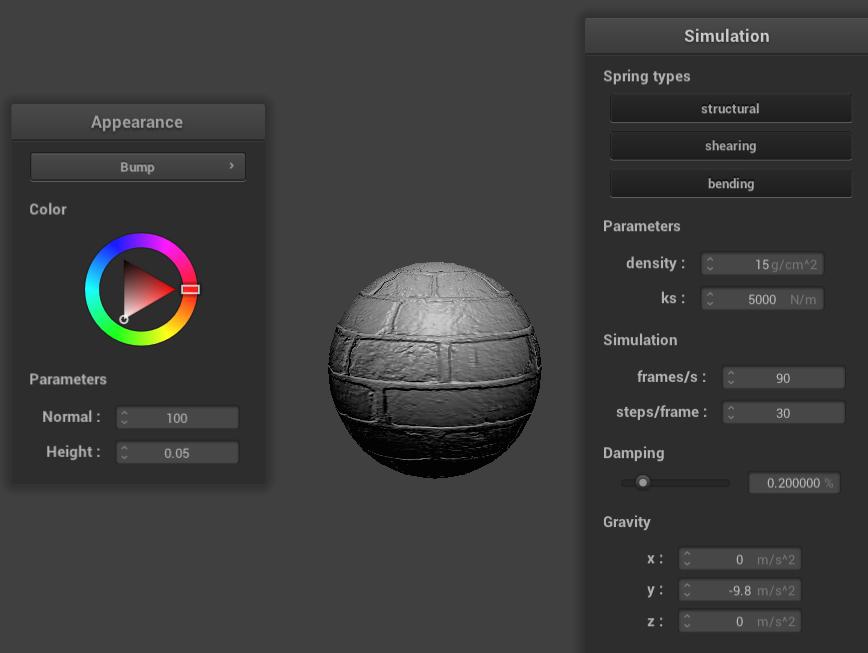 Appearance
Bump
Color
Parameters
Normal : 100
Height : 0.05
Simulation
Spring types
structural
shearing
bending
Parameters
density : 15 g/cm^2
ks : 5000 N/m
Simulation
frames/s : 90
steps/frame : 30
Damping
0.200000 %
Gravity
x : 0 m/s^2
y : -9.8 m/s^2
z : 0 m/s^2